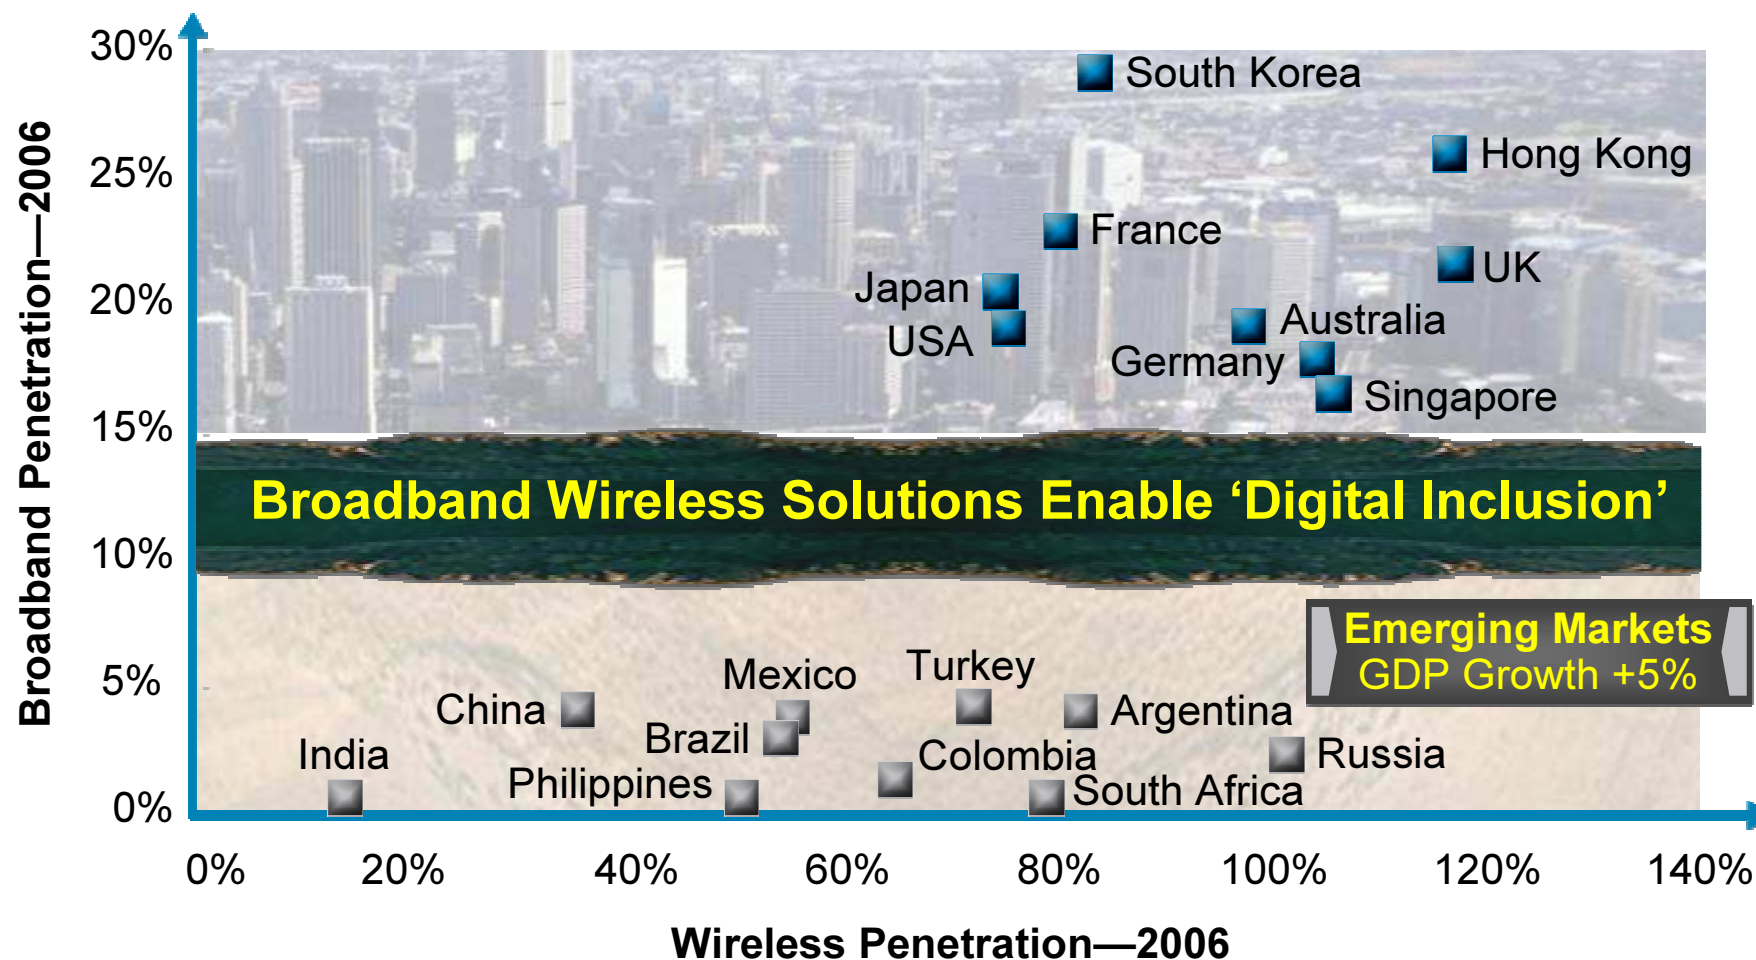 Broadband Penetration—2006
30%
25%
20%
15%
10%
5%
0%
South Korea
Hong Kong
France
UK
Japan
USA
Australia
Germany
Singapore
Broadband Wireless Solutions Enable ‘Digital Inclusion’
Emerging Markets
GDP Growth +5%
Mexico
Turkey
China
Argentina
Brazil
India
Colombia
Russia
Philippines
South Africa
0%
20%
40%
60%
80%
100%
120%
140%
Wireless Penetration—2006